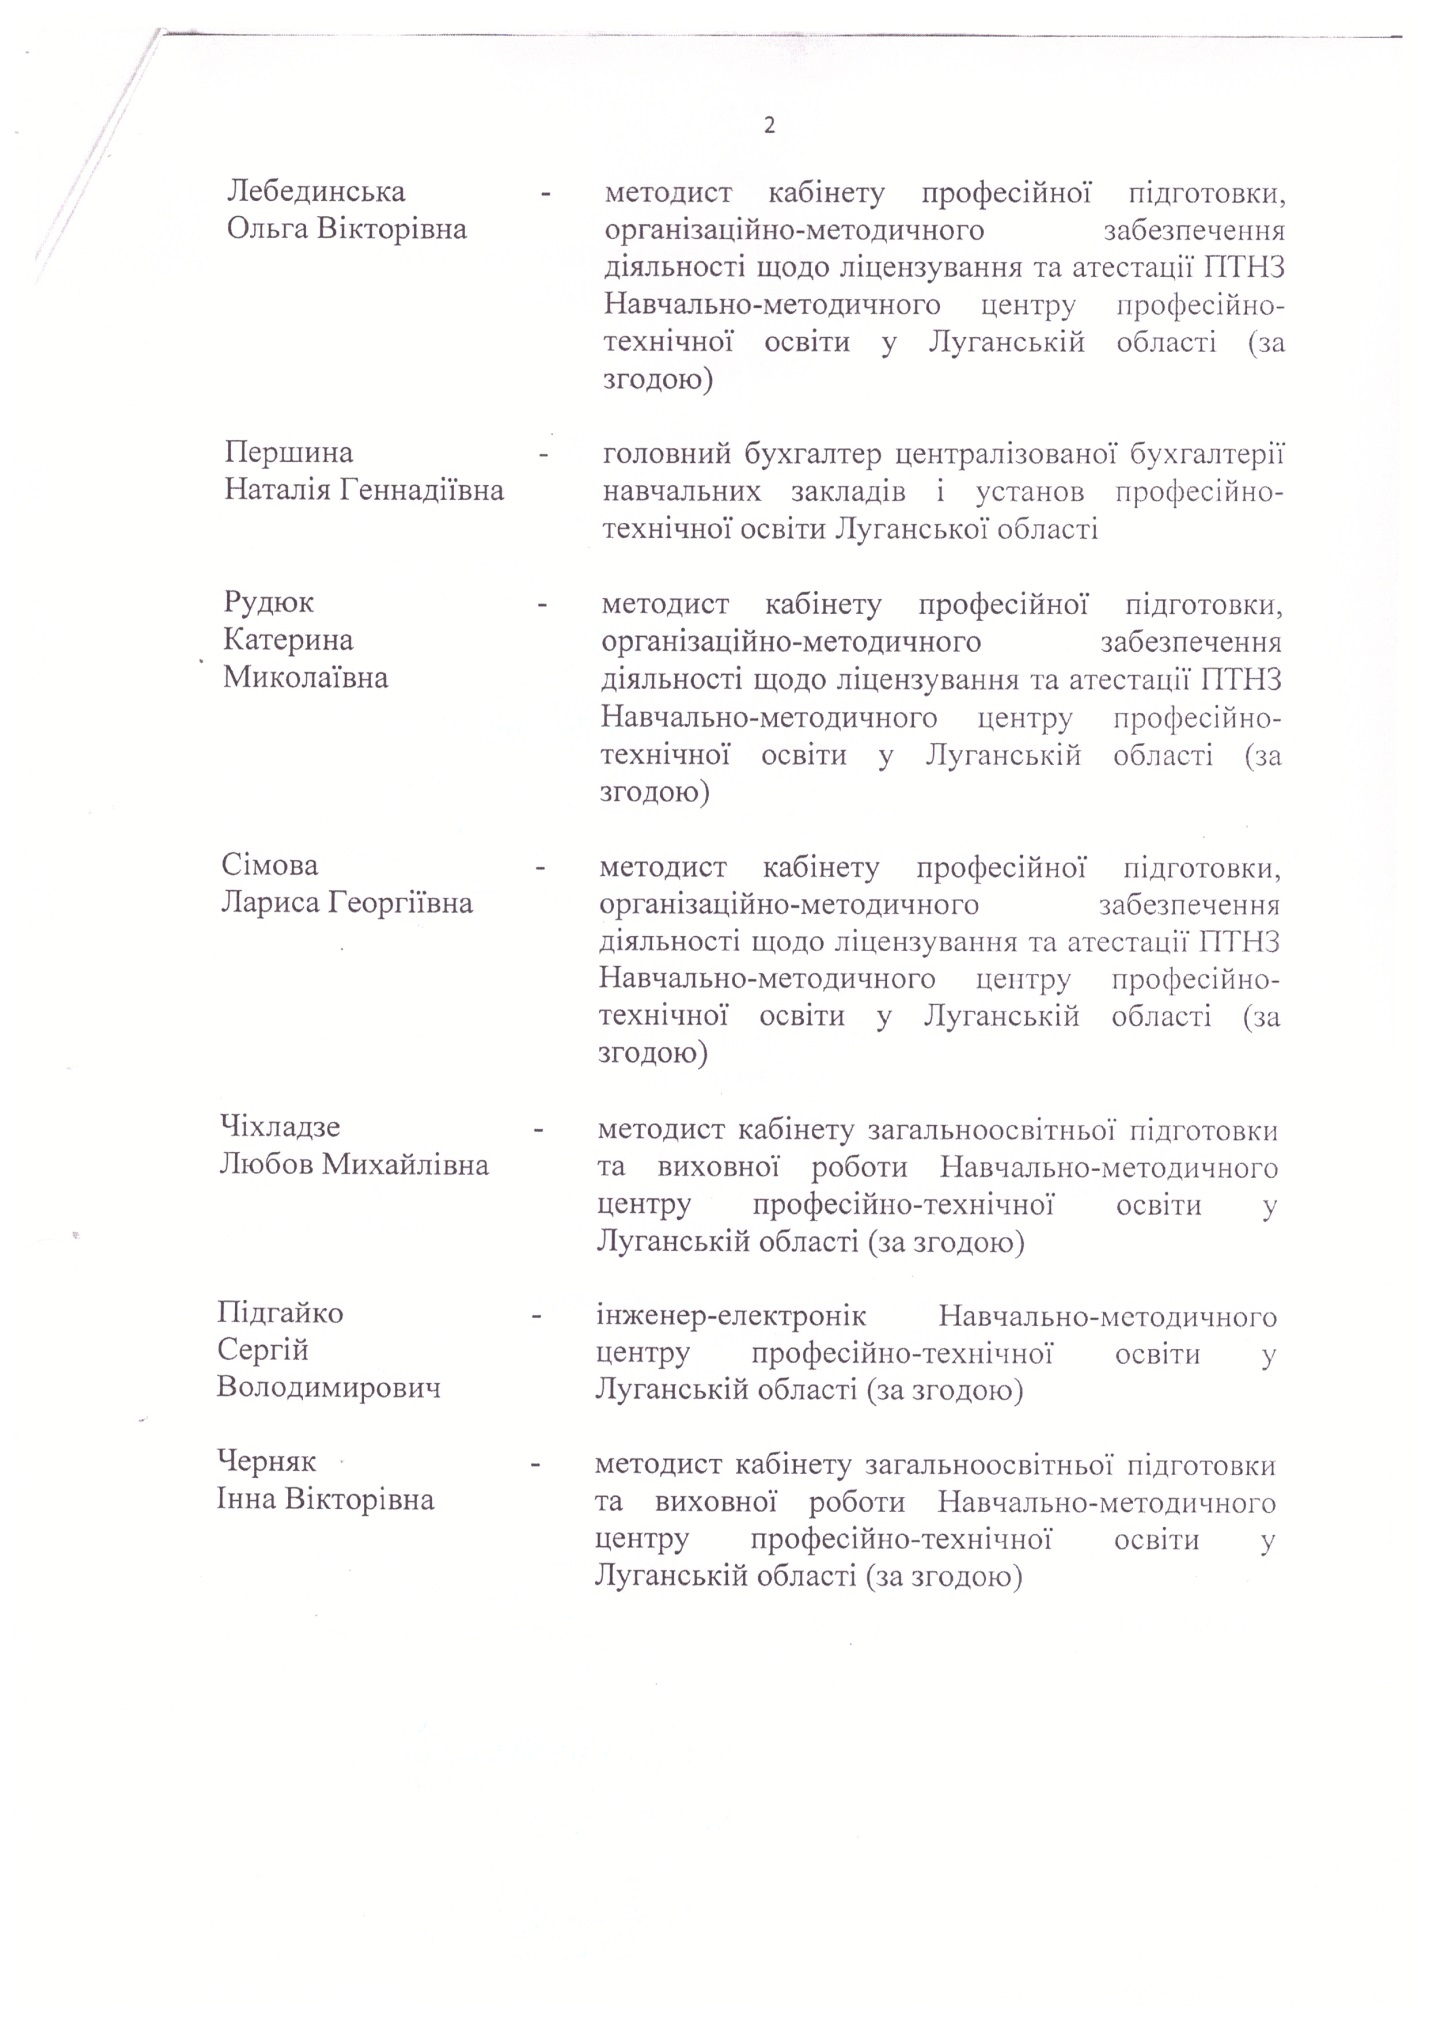 2
Лебединська - методист кабінету професійної підготовки,
Ольга Вікторівна організаційно-методичного забезпечення
діяльності щодо ліцензування та атестації ПТНЗ
Навчально-методичного центру професійно-
технічної освіти у Луганській області (за
згодою)
Першина - головний бухгалтер централізованої бухгалтерії
Наталія Геннадіївна навчальних закладів і установ професійно-
технічної освіти Луганської області
Рудюк - методист кабінету професійної підготовки,
Катерина організаційно-методичного забезпечення
Миколаївна діяльності щодо ліцензування та атестації ПТНЗ
Навчально-методичного центру професійно-
технічної освіти у Луганській області (за
згодою)
Сімова - методист кабінету професійної підготовки,
Лариса Георгіївна організаційно-методичного забезпечення
діяльності щодо ліцензування та атестації ПТНЗ
Навчально-методичного центру професійно-
технічної освіти у Луганській області (за
згодою)
Чіхладзе - методист кабінету загальноосвітньої підготовки
Любов Михайлівна та виховної роботи Навчально-методичного
центру професійно-технічної освіти у
Луганській області (за згодою)
Підгайко - інженер-електронік Навчально-методичного
Сергій центру професійно-технічної освіти у
Володимирович Луганській області (за згодою)
Черняк - методист кабінету загальноосвітньої підготовки
Інна Вікторівна та виховної роботи Навчально-методичного
центру професійно-технічної освіти у
Луганській області (за згодою)